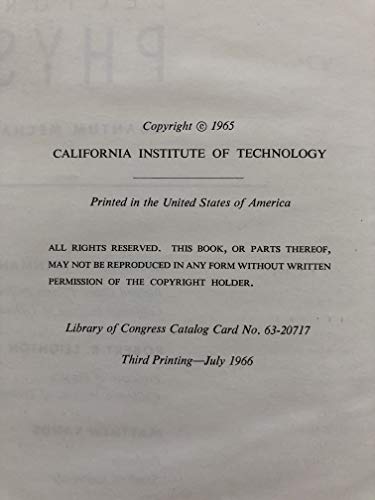 Copyright © 1965
CALIFORNIA INSTITUTE OF TECHNOLOGY
Printed in the United States of America
ALL RIGHTS RESERVED. THIS BOOK, OR PARTS THEREOF,
MAY NOT BE REPRODUCED IN ANY FORM WITHOUT WRITTEN
PERMISSION OF THE COPYRIGHT HOLDER.
Library of Congress Catalog Card No. 63-20717
Third Printing—July 1966